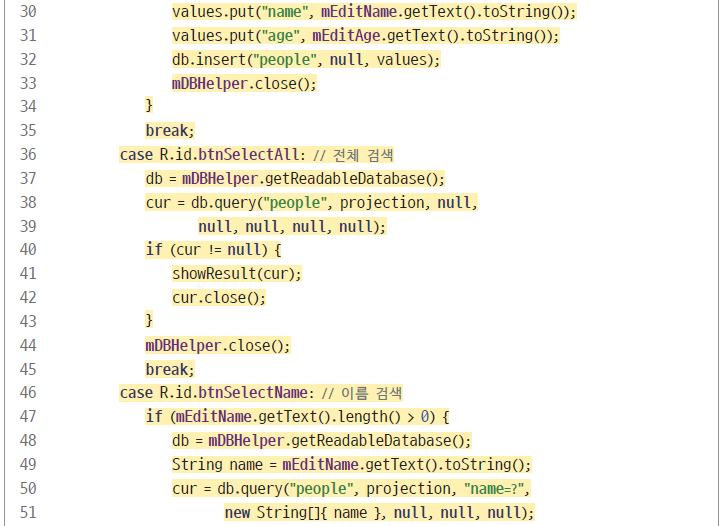 30 values.put("name", mEditName.getText().toString());
31 values.put("age", mEditAge.getText().toString());
32 db.insert("people", null, values);
33 mDBHelper.close();
34 }
35 break;
36 case R.id.btnSelectAll: // 전체 검색
37 db = mDBHelper.getReadableDatabase();
38 cur = db.query("people", projection, null,
39 null, null, null, null);
40 if (cur != null) {
41 showResult(cur);
42 cur.close();
43 }
44 mDBHelper.close();
45 break;
46 case R.id.btnSelectName: // 이름 검색
47 if (mEditName.getText().length() > 0) {
48 db = mDBHelper.getReadableDatabase();
49 String name = mEditName.getText().toString();
50 cur = db.query("people", projection, "name=?",
51 new String[]{ name }, null, null, null);